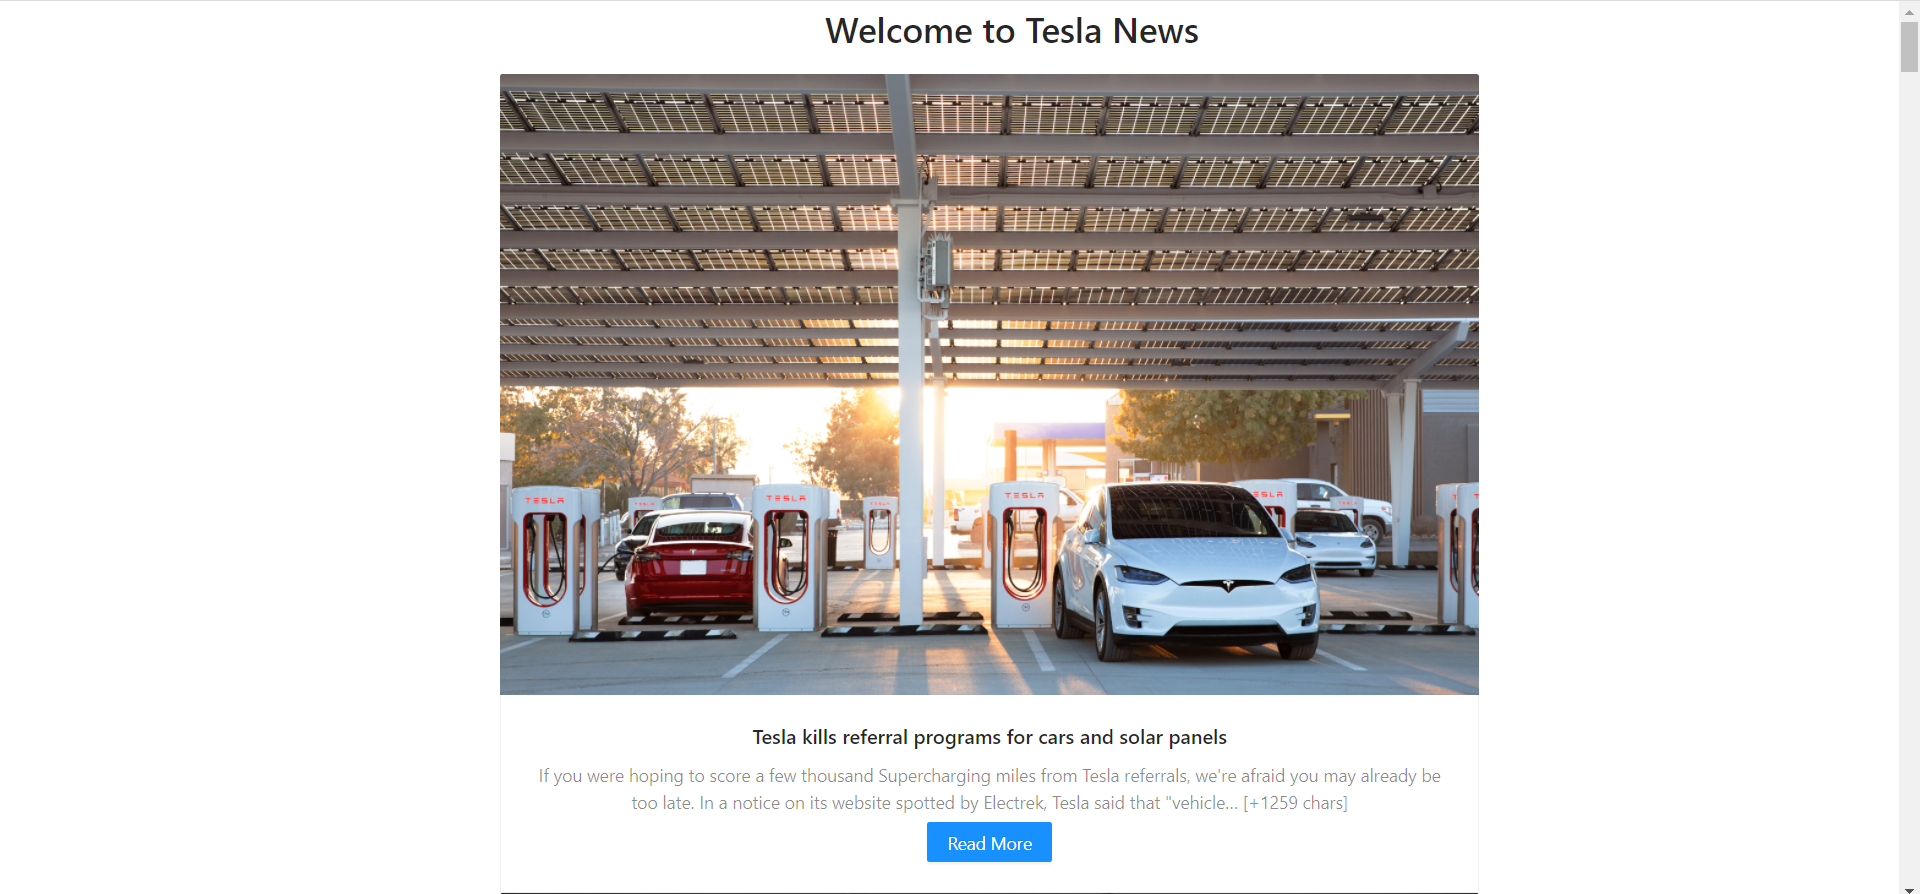 Welcome to Tesla News
TESLA
TESLA
TESLA
Tesla kills referral programs for cars and solar panels
If you were hoping to score a few thousand Supercharging miles from Tesla referrals, we're afraid you may already be
too late. In a notice on its website spotted by Electrek, Tesla said that "vehicle... [+1259 chars]
Read More